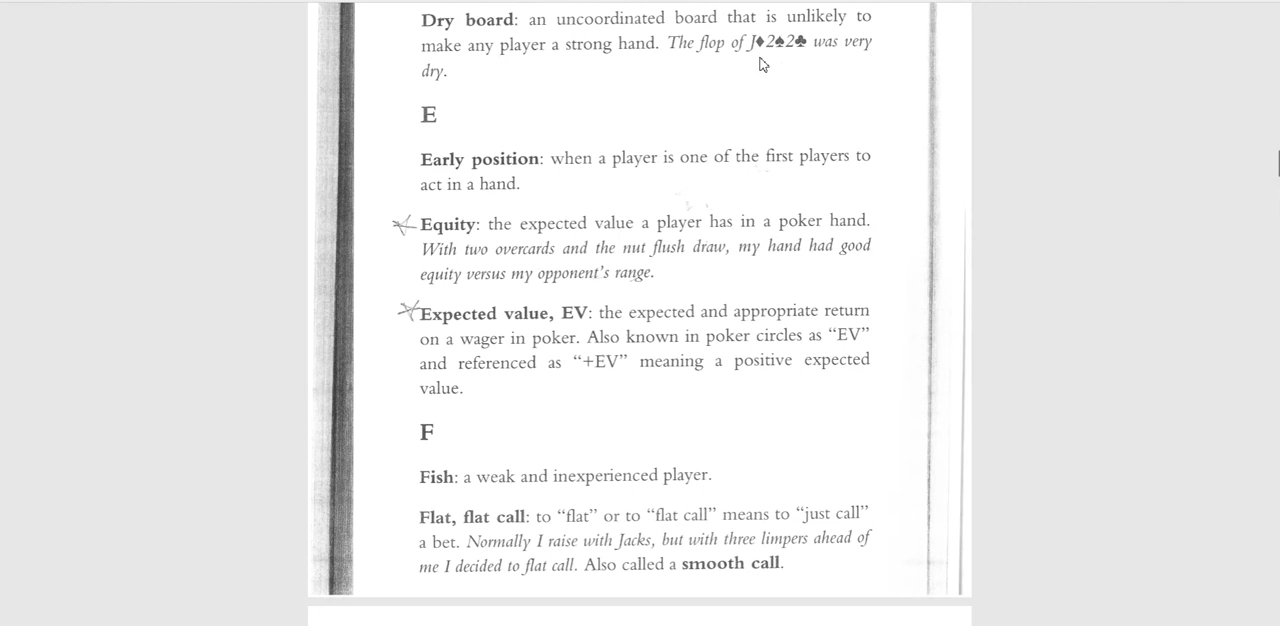 Dry board: an uncoordinated board that is unlikely to
make any player a strong hand. The flop of J♦2♠2♣ was very
dry.
E
Early position: when a player is one of the first players to
act in a hand.
Equity: the expected value a player has in a poker hand.
With two overcards and the nut flush draw, my hand had good
equity versus my opponent's range.
Expected value, EV: the expected and appropriate return
on a wager in poker. Also known in poker circles as “EV”
and referenced as “+EV” meaning a positive expected
value.
F
Fish: a weak and inexperienced player.
Flat, flat call: to “flat” or to “flat call” means to “just call”
a bet. Normally I raise with Jacks, but with three limpers ahead of
me I decided to flat call. Also called a smooth call.